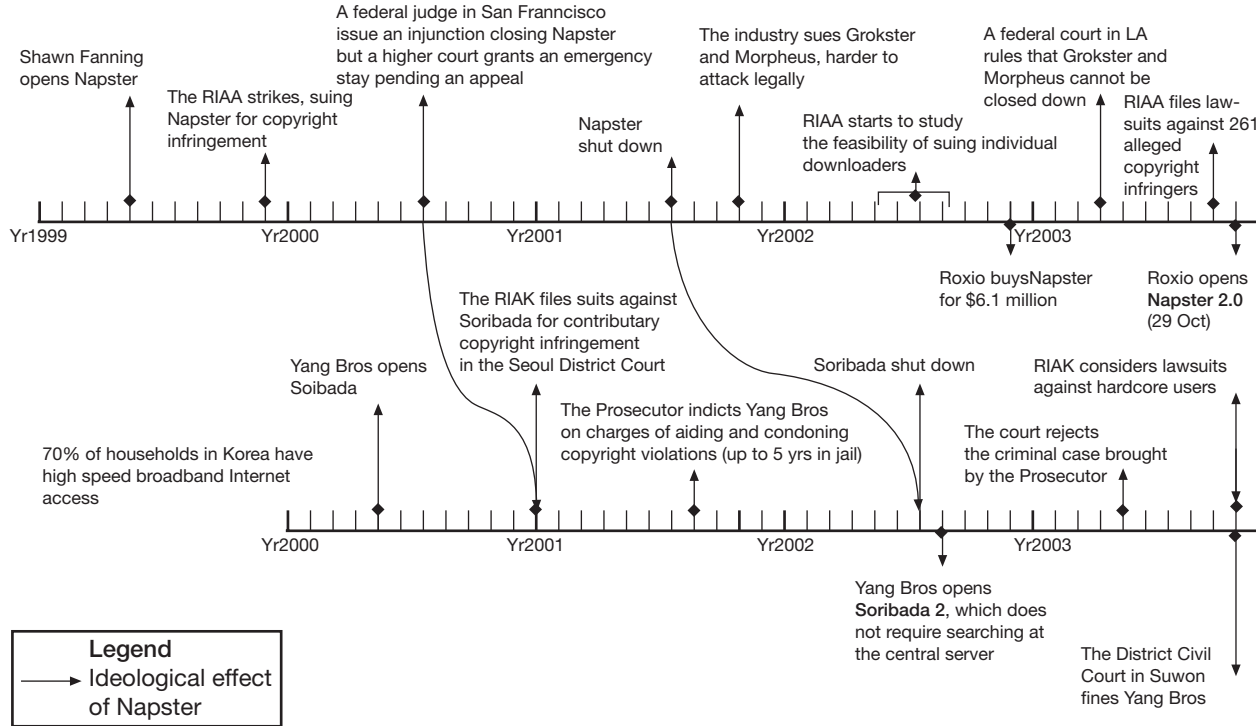 Shawn Fanning
opens Napster
The RIAA strikes, suing
Napster for copyright
infringement
A federal judge in San Franncisco
issue an injunction closing Napster
but a higher court grants an emergency
stay pending an appeal
Napster
shut down
The industry sues Grokster
and Morpheus, harder to
attack legally
RIAA starts to study
the feasibility of suing individual
downloaders
A federal court in LA
rules that Grokster and
Morpheus cannot be
closed down
RIAA files law-
suits against 261
alleged
copyright
infringers
Yr1999
Yr2000
Yr2001
Yr2002
Yr2003
Roxio buysNapster
for $6.1 million
Roxio opens
Napster 2.0
(29 Oct)
70% of households in Korea have
high speed broadband Internet
access
Yang Bros opens
Soibada
The RIAK files suits against
Soribada for contributary
copyright infringement
in the Seoul District Court
The Prosecutor indicts Yang Bros
on charges of aiding and condoning
copyright violations (up to 5 yrs in jail)
Soribada shut down
The court rejects
the criminal case brought
by the Prosecutor
RIAK considers lawsuits
against hardcore users
Yr2000
Yr2001
Yr2002
Yr2003
Yang Bros opens
Soribada 2, which does
not require searching at
the central server
The District Civil
Court in Suwon
fines Yang Bros
Legend
Ideological effect
of Napster